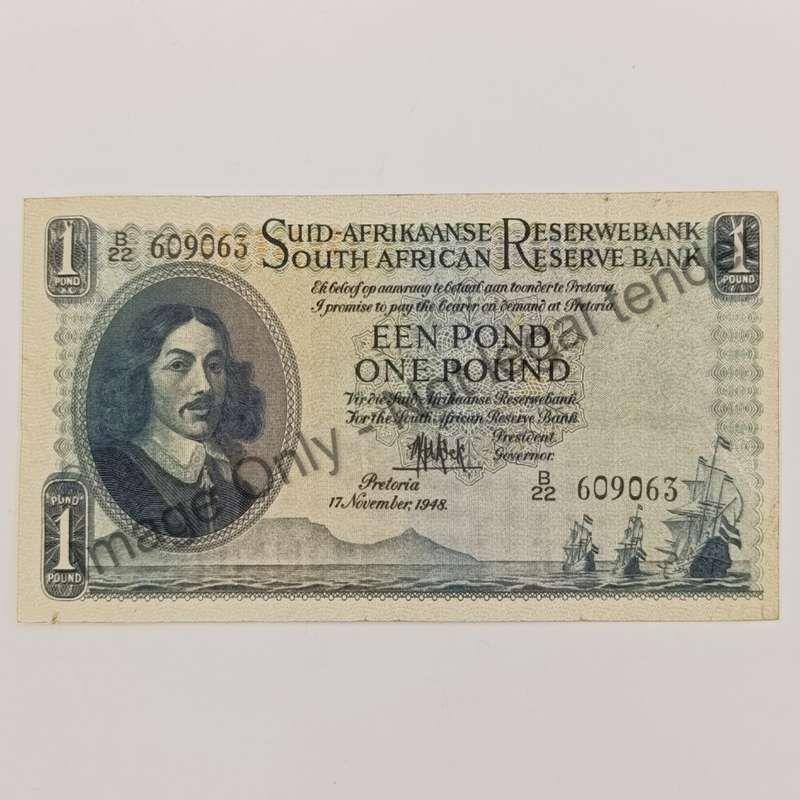 1
POND
B/22 609063
SUID-AFRIKAANSE RESERWEBANK
SOUTH AFRICAN RESERVE BANK
1
POUND
Ek beloof op aanvraag te betaal aan toonder te Pretoria
I promise to pay the bearer on demand at Pretoria
EEN POND
ONE POUND
Vir die Suid-Afrikaanse Reserwebank.
For the South African Reserve Bank.
President.
Governor.
Pretoria
17 November, 1948.
B/22 609063
POND
1
POUND
Image Only